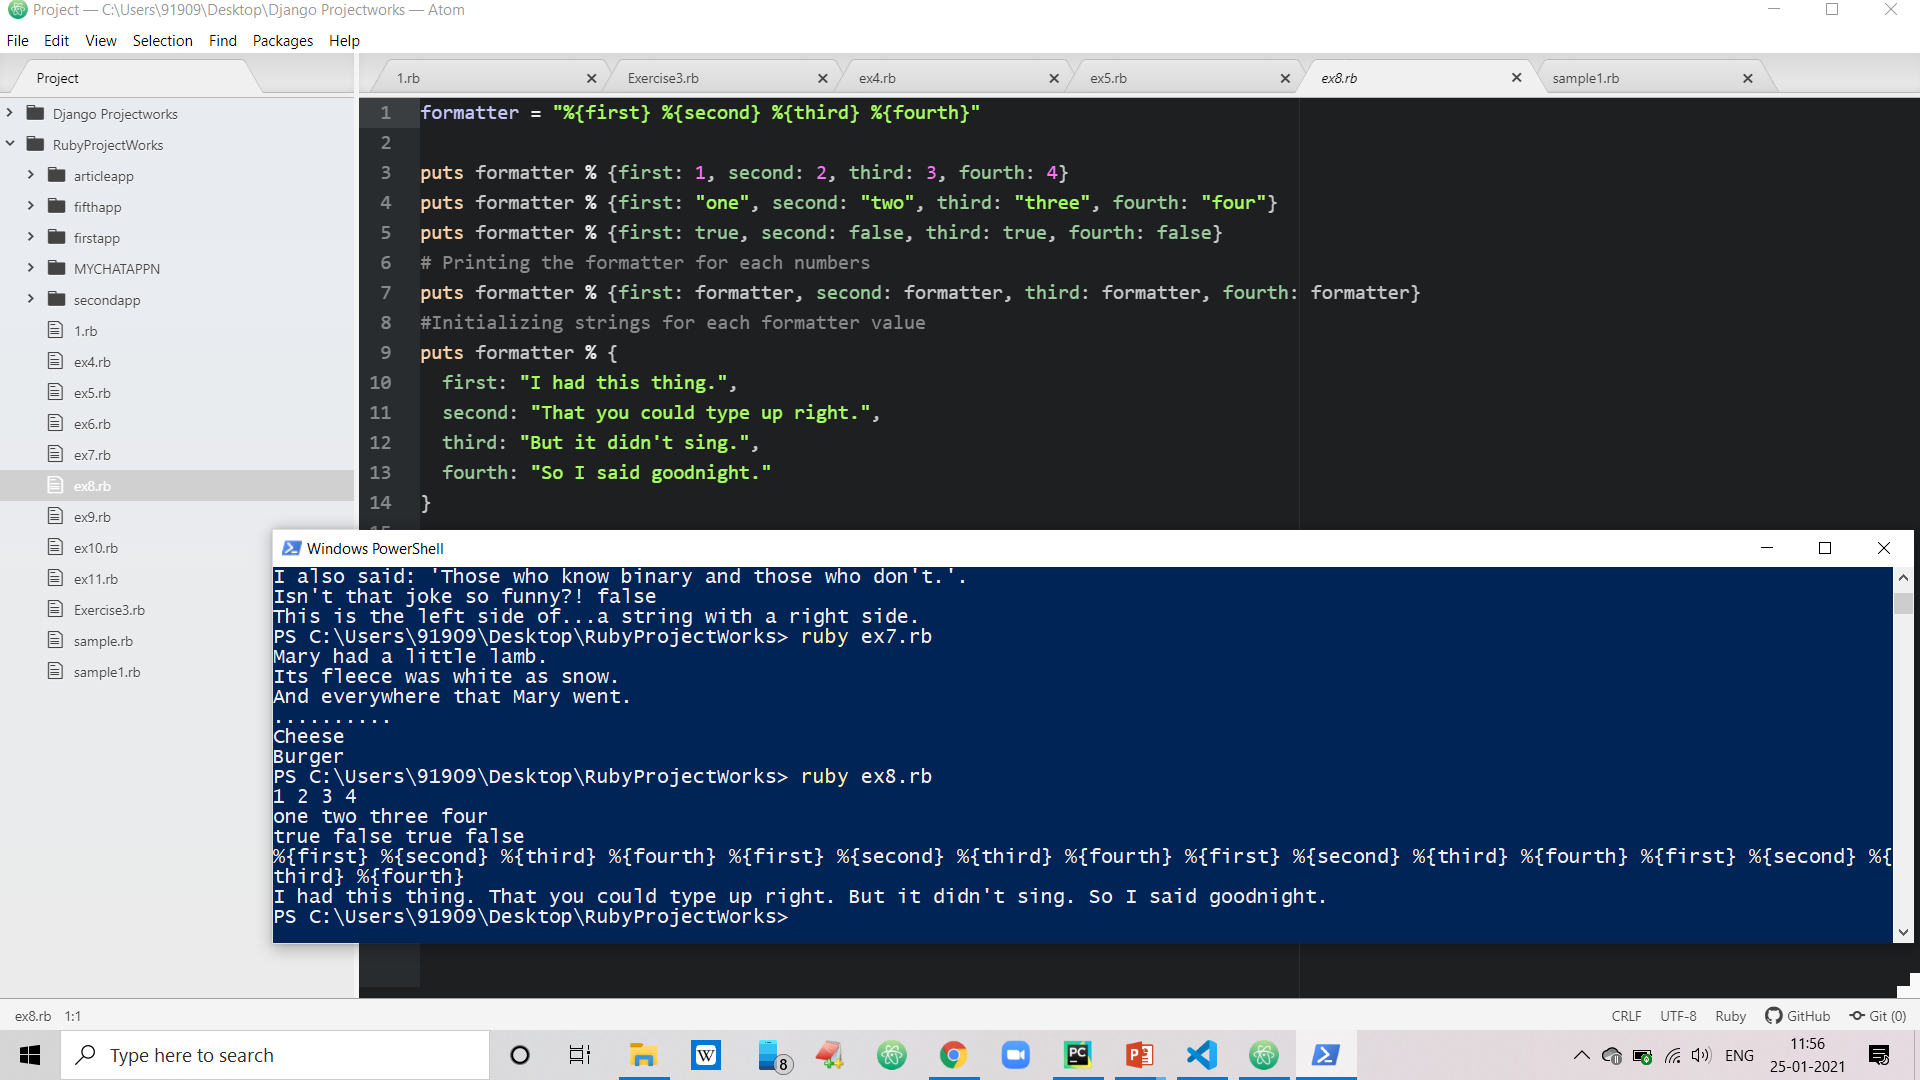 Project — C:\Users\91909\Desktop\Django Projectworks — Atom
File Edit View Selection Find Packages Help
Project
1.rb
Exercise3.rb
ex4.rb
ex5.rb
ex8.rb
sample1.rb
Django Projectworks
RubyProjectWorks
articleapp
fifthapp
firstapp
MYCHATAPPN
secondapp
1.rb
ex4.rb
ex5.rb
ex6.rb
ex7.rb
ex8.rb
ex9.rb
ex10.rb
ex11.rb
Exercise3.rb
sample.rb
sample1.rb
1 formatter = "%{first} %{second} %{third} %{fourth}"
2
3 puts formatter % {first: 1, second: 2, third: 3, fourth: 4}
4 puts formatter % {first: "one", second: "two", third: "three", fourth: "four"}
5 puts formatter % {first: true, second: false, third: true, fourth: false}
6 # Printing the formatter for each numbers
7 puts formatter % {first: formatter, second: formatter, third: formatter, fourth: formatter}
8 #Initializing strings for each formatter value
9 puts formatter % {
10 first: "I had this thing.",
11 second: "That you could type up right.",
12 third: "But it didn't sing.",
13 fourth: "So I said goodnight."
14 }
Windows PowerShell
I also said: 'Those who know binary and those who don't.'.
Isn't that joke so funny?! false
This is the left side of...a string with a right side.
PS C:\Users\91909\Desktop\RubyProjectWorks> ruby ex7.rb
Mary had a little lamb.
Its fleece was white as snow.
And everywhere that Mary went.
..........
Cheese
Burger
PS C:\Users\91909\Desktop\RubyProjectWorks> ruby ex8.rb
1 2 3 4
one two three four
true false true false
%{first} %{second} %{third} %{fourth} %{first} %{second} %{third} %{fourth} %{first} %{second} %{third} %{fourth} %{first} %{second} %{
third} %{fourth}
I had this thing. That you could type up right. But it didn't sing. So I said goodnight.
PS C:\Users\91909\Desktop\RubyProjectWorks>
ex8.rb 1:1
CRLF UTF-8 Ruby GitHub Git (0)
Type here to search
W
8
PC
P
ENG
11:56
25-01-2021